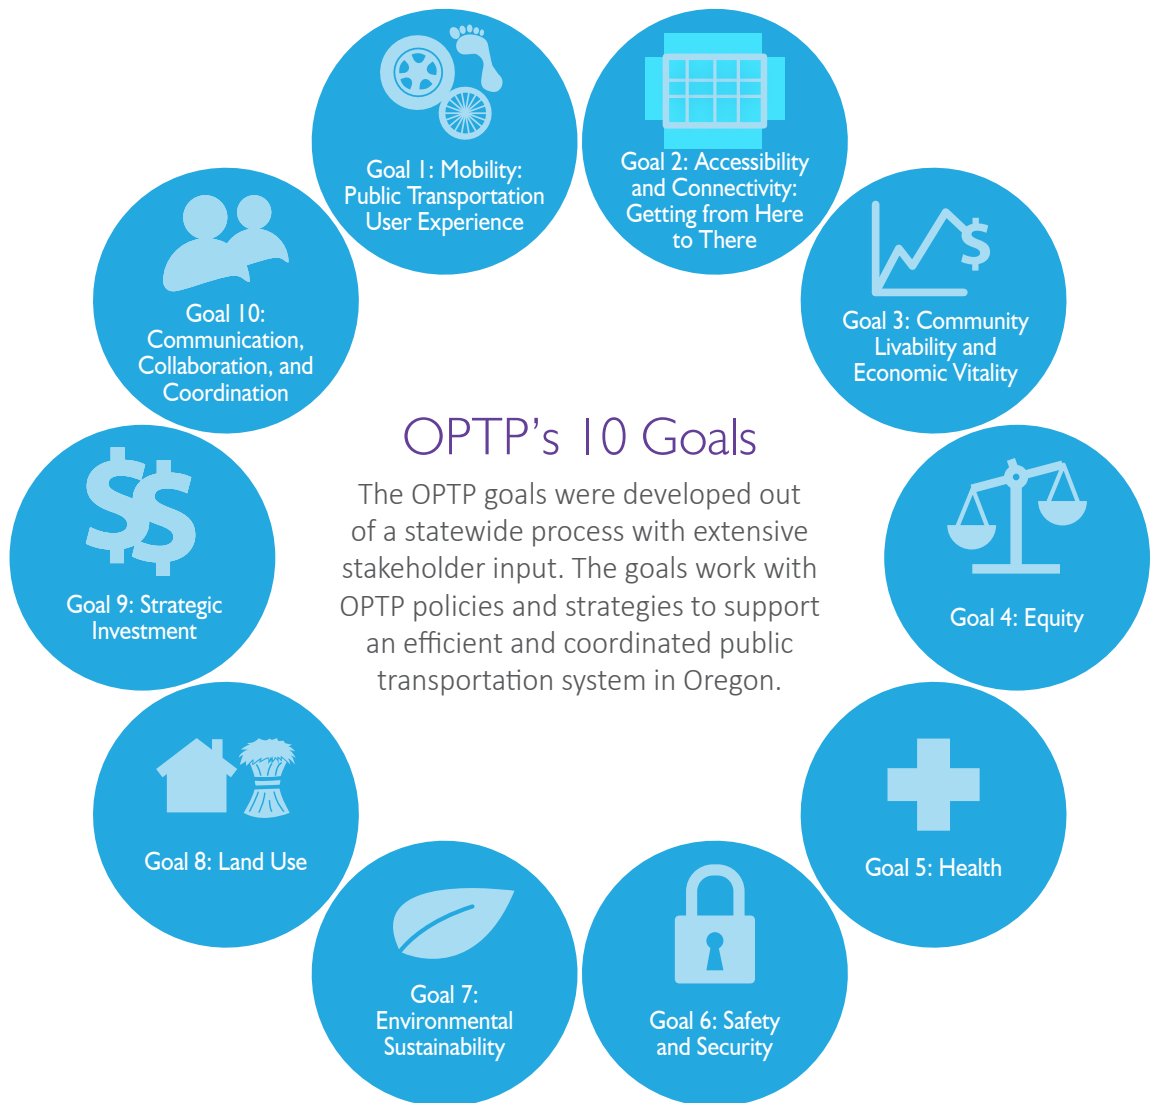 OPTP's 10 Goals
The OPTP goals were developed out
of a statewide process with extensive
stakeholder input. The goals work with
OPTP policies and strategies to support
an efficient and coordinated public
transportation system in Oregon.
Goal 1: Mobility:
Public Transportation
User Experience
Goal 2: Accessibility
and Connectivity:
Getting from Here
to There
Goal 3: Community
Livability and
Economic Vitality
Goal 4: Equity
Goal 5: Health
Goal 6: Safety
and Security
Goal 7:
Environmental
Sustainability
Goal 8: Land Use
Goal 9: Strategic
Investment
Goal 10:
Communication,
Collaboration, and
Coordination